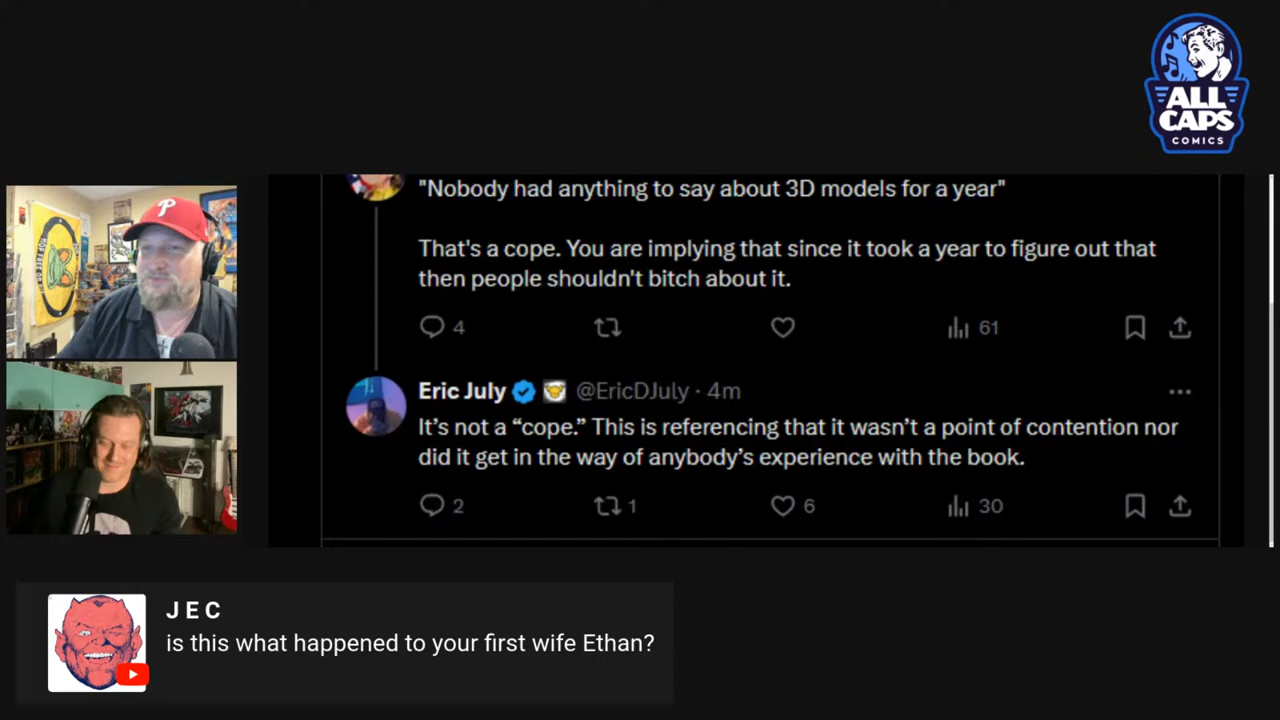 ALL
CAPS
COMICS
"Nobody had anything to say about 3D models for a year"
That's a cope. You are implying that since it took a year to figure out that
then people shouldn't bitch about it.
4 61
Eric July @EricDJuly · 4m
It's not a “cope.” This is referencing that it wasn't a point of contention nor
did it get in the way of anybody's experience with the book.
2 1 6 30
J E C
is this what happened to your first wife Ethan?
P